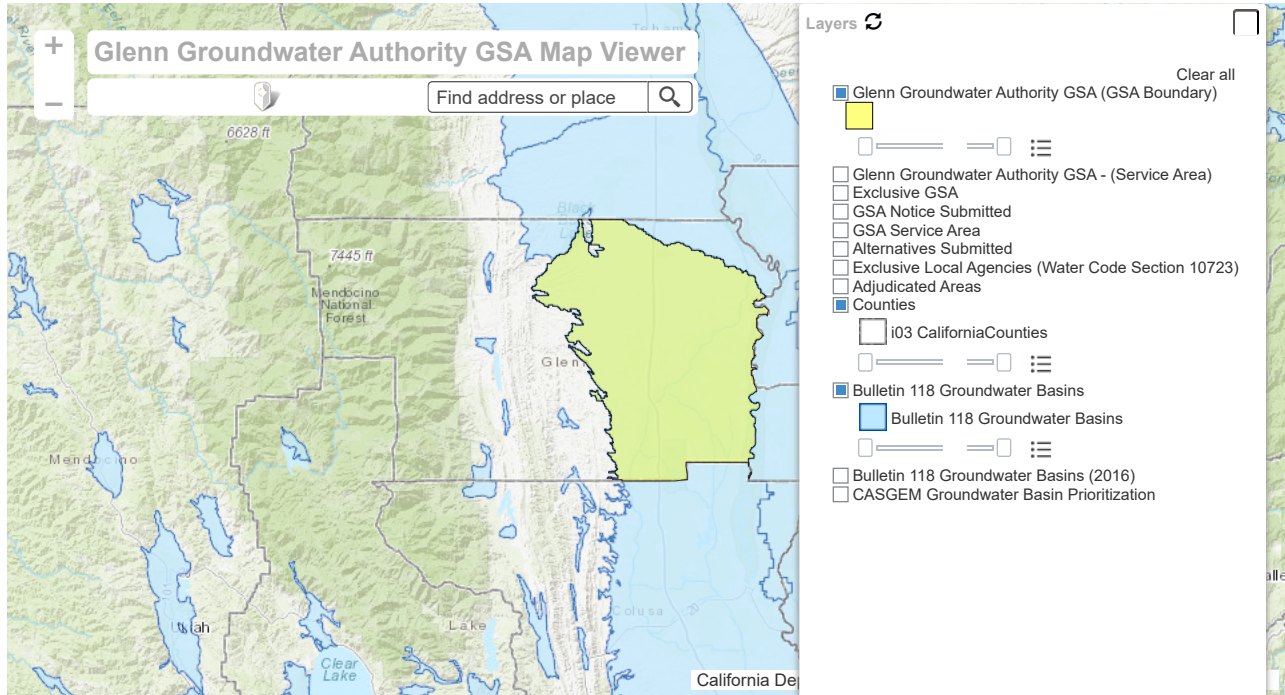 Glenn Groundwater Authority GSA Map Viewer
Find address or place
+
−
Layers
Clear all
Glenn Groundwater Authority GSA (GSA Boundary)
Glenn Groundwater Authority GSA - (Service Area)
Exclusive GSA
GSA Notice Submitted
GSA Service Area
Alternatives Submitted
Exclusive Local Agencies (Water Code Section 10723)
Adjudicated Areas
Counties
i03 CaliforniaCounties
Bulletin 118 Groundwater Basins
Bulletin 118 Groundwater Basins
Bulletin 118 Groundwater Basins (2016)
CASGEM Groundwater Basin Prioritization
6628 ft
Black
7445 ft
Mendocino
National
Forest
Glenn
Mendocino
Colusa
Ukiah
Lake
Clear
Lake
California